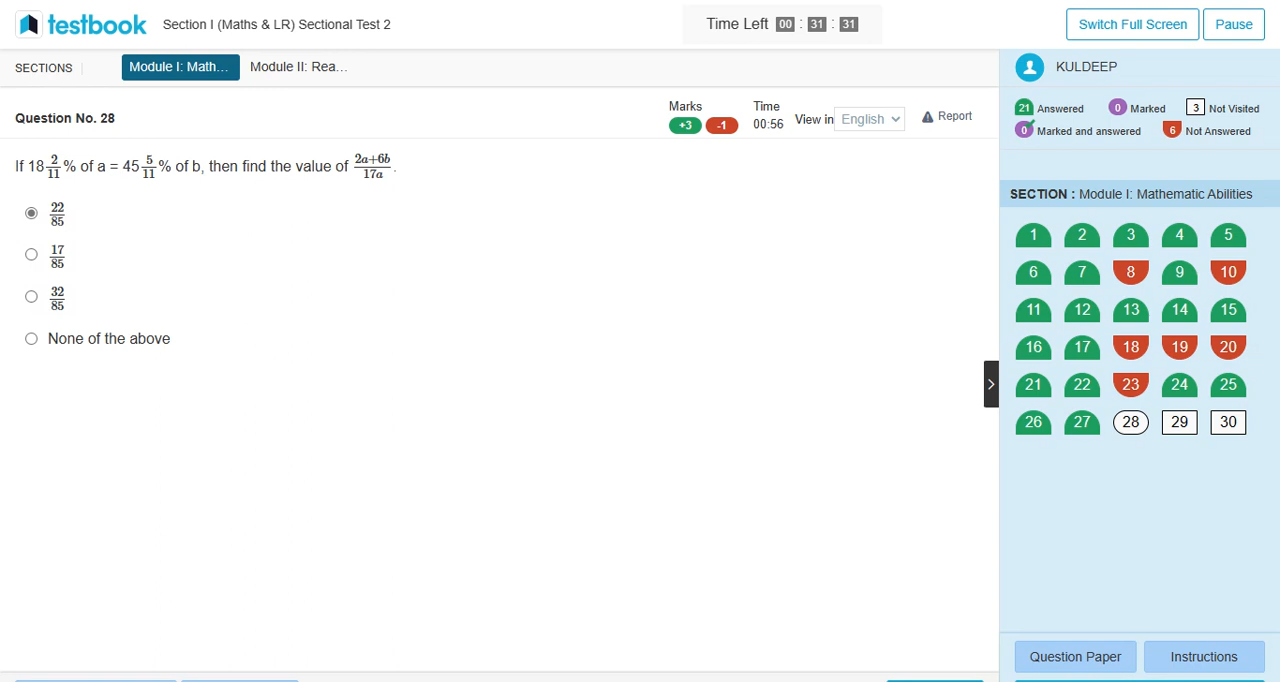 testbook Section I (Maths & LR) Sectional Test 2 Time Left 00 : 31 : 31 Switch Full Screen Pause
SECTIONS Module I: Math... Module II: Rea... KULDEEP
Question No. 28 Marks +3 -1 Time 00:56 View in English Report
21 Answered 0 Marked 3 Not Visited
0 Marked and answered 6 Not Answered
If 18 2/11 % of a = 45 5/11 % of b, then find the value of (2a+6b)/17a.
22/85
17/85
32/85
None of the above
SECTION : Module I: Mathematic Abilities
1 2 3 4 5
6 7 8 9 10
11 12 13 14 15
16 17 18 19 20
21 22 23 24 25
26 27 28 29 30
Question Paper Instructions